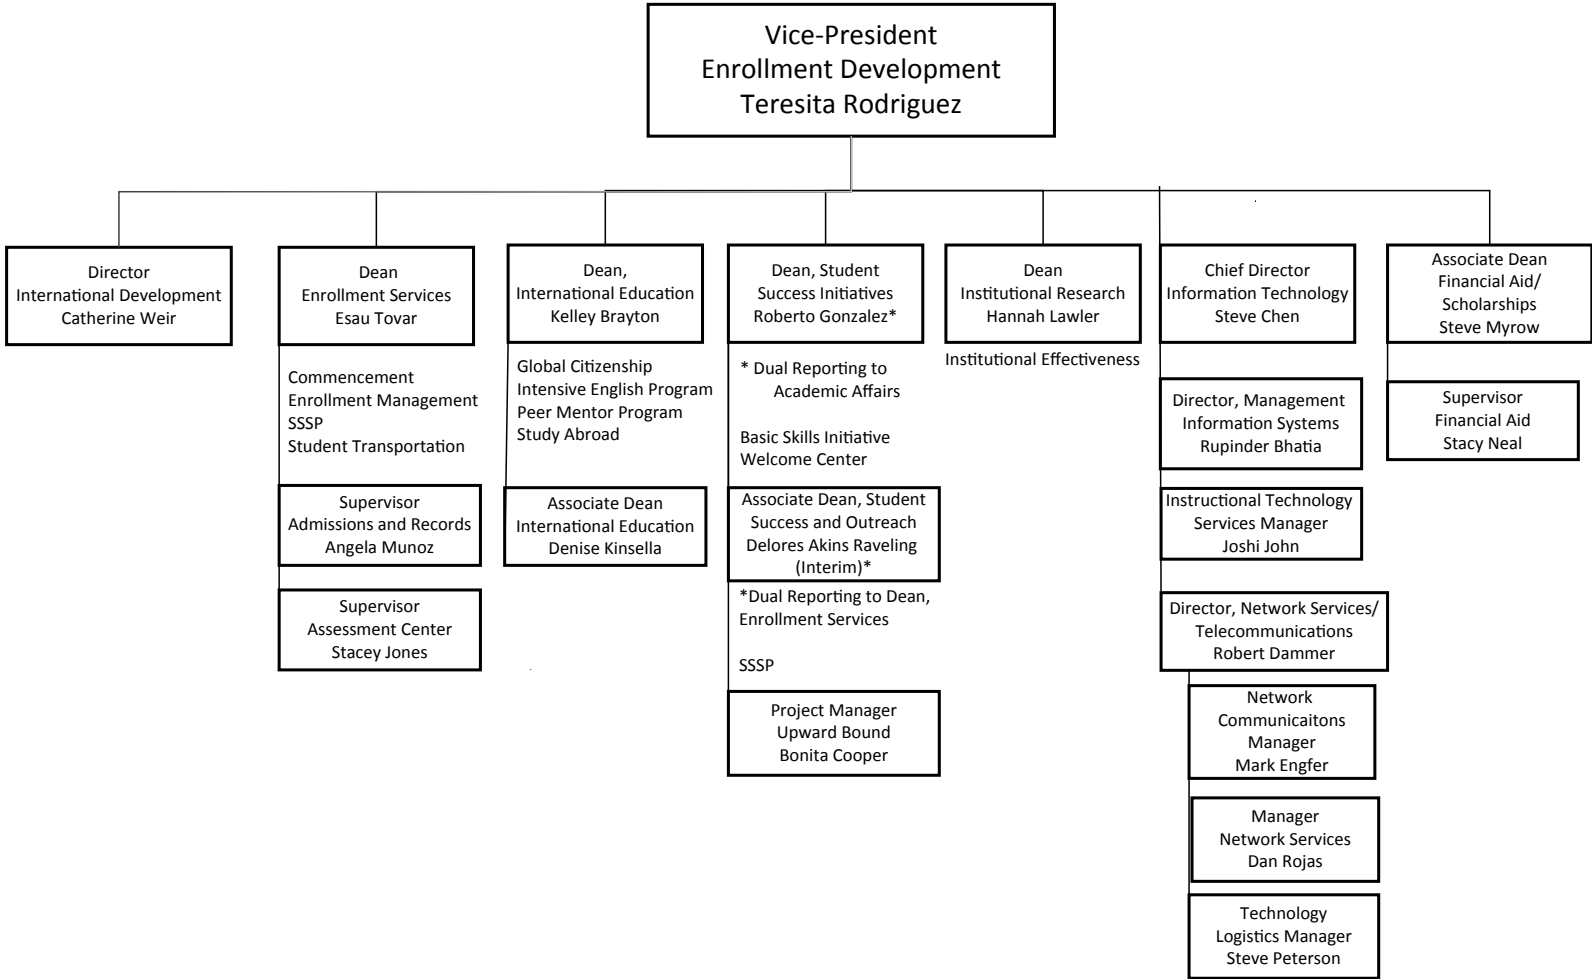 Vice-President
Enrollment Development
Teresita Rodriguez
Director
International Development
Catherine Weir
Dean
Enrollment Services
Esau Tovar
Commencement
Enrollment Management
SSSP
Student Transportation
Supervisor
Admissions and Records
Angela Munoz
Supervisor
Assessment Center
Stacey Jones
Dean,
International Education
Kelley Brayton
Global Citizenship
Intensive English Program
Peer Mentor Program
Study Abroad
Associate Dean
International Education
Denise Kinsella
Dean, Student
Success Initiatives
Roberto Gonzalez*
* Dual Reporting to
Academic Affairs
Basic Skills Initiative
Welcome Center
Associate Dean, Student
Success and Outreach
Delores Akins Raveling
(Interim)*
*Dual Reporting to Dean,
Enrollment Services
SSSP
Project Manager
Upward Bound
Bonita Cooper
Dean
Institutional Research
Hannah Lawler
Institutional Effectiveness
Chief Director
Information Technology
Steve Chen
Director, Management
Information Systems
Rupinder Bhatia
Instructional Technology
Services Manager
Joshi John
Director, Network Services/
Telecommunications
Robert Dammer
Network
Communicaitons
Manager
Mark Engfer
Manager
Network Services
Dan Rojas
Technology
Logistics Manager
Steve Peterson
Associate Dean
Financial Aid/
Scholarships
Steve Myrow
Supervisor
Financial Aid
Stacy Neal